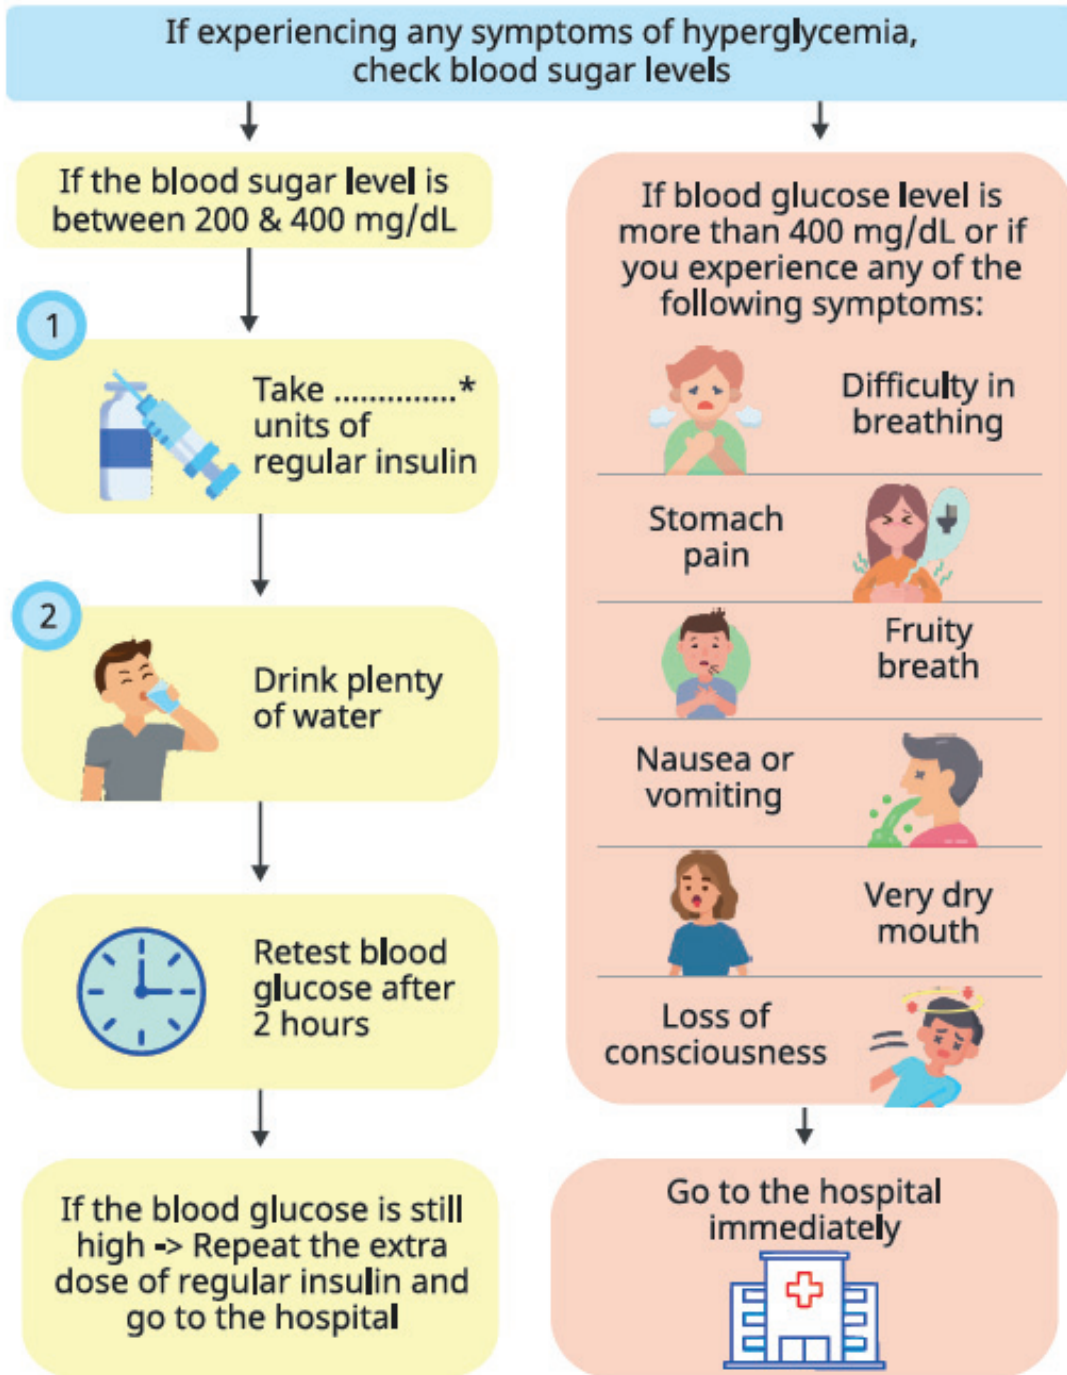 If experiencing any symptoms of hyperglycemia,
check blood sugar levels
If the blood sugar level is
between 200 & 400 mg/dL
1
Take ..............*
units of
regular insulin
2
Drink plenty
of water
Retest blood
glucose after
2 hours
If the blood glucose is still
high -> Repeat the extra
dose of regular insulin and
go to the hospital
If blood glucose level is
more than 400 mg/dL or if
you experience any of the
following symptoms:
Difficulty in
breathing
Stomach
pain
Fruity
breath
Nausea or
vomiting
Very dry
mouth
Loss of
consciousness
Go to the hospital
immediately